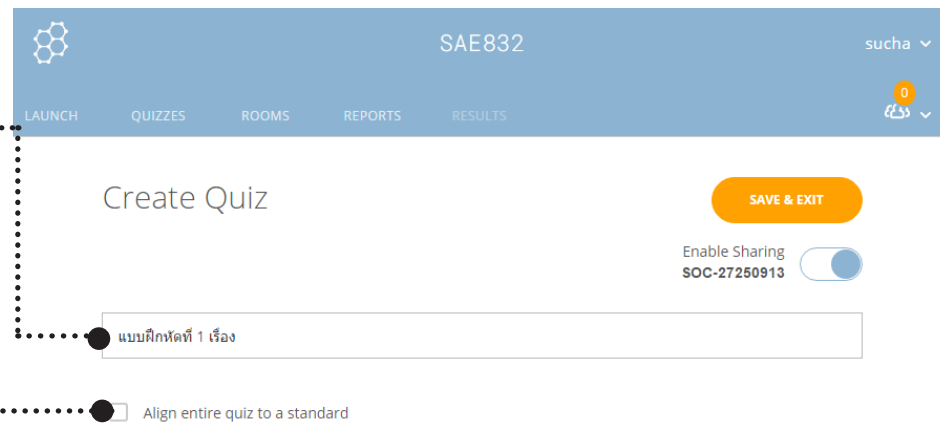 SAE832
sucha
0
LAUNCH QUIZZES ROOMS REPORTS RESULTS
Create Quiz
SAVE & EXIT
Enable Sharing
SOC-27250913
แบบฝึกหัดที่ 1 เรื่อง
Align entire quiz to a standard